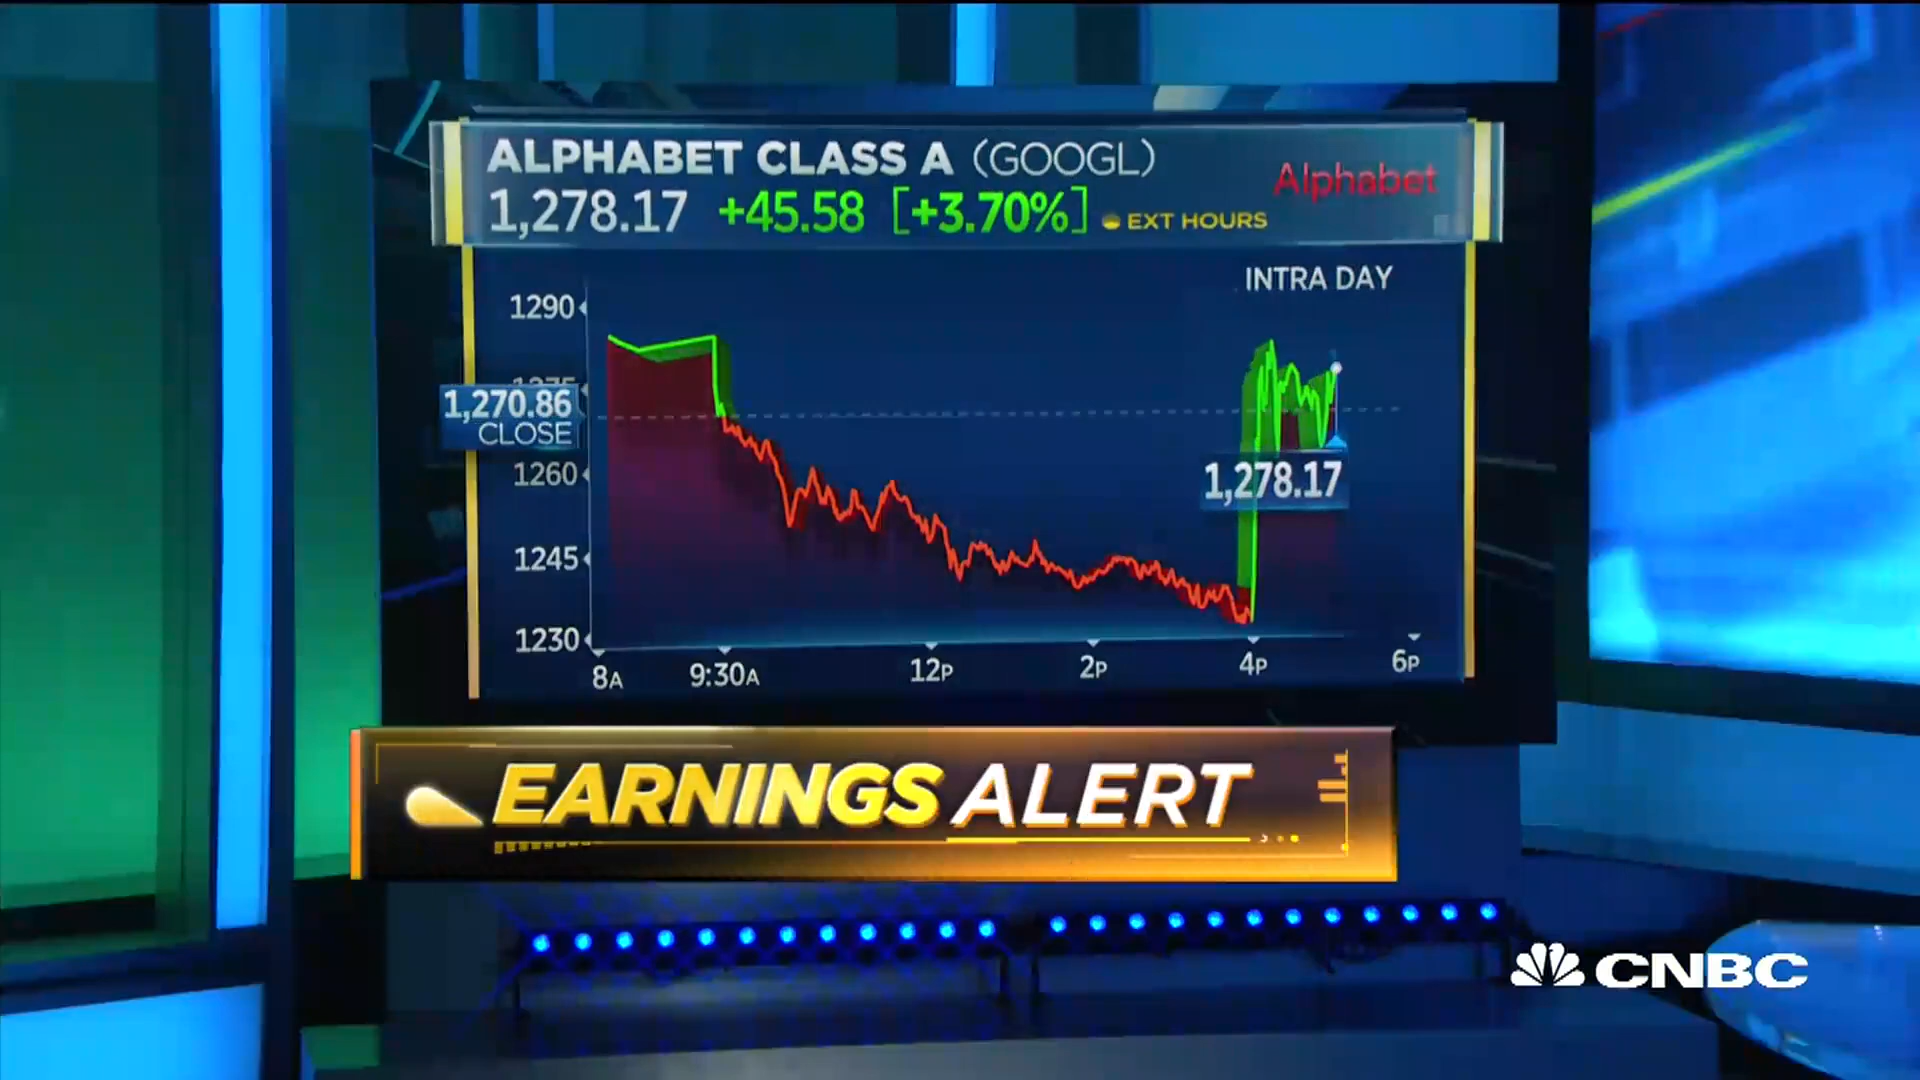 ALPHABET CLASS A (GOOGL)
1,278.17 +45.58 [+3.70%] EXT HOURS
Alphabet
INTRA DAY
1290
1275
1,270.86
CLOSE
1260
1245
1230
1,278.17
8A 9:30A 12P 2P 4P 6P
EARNINGS ALERT
CNBC